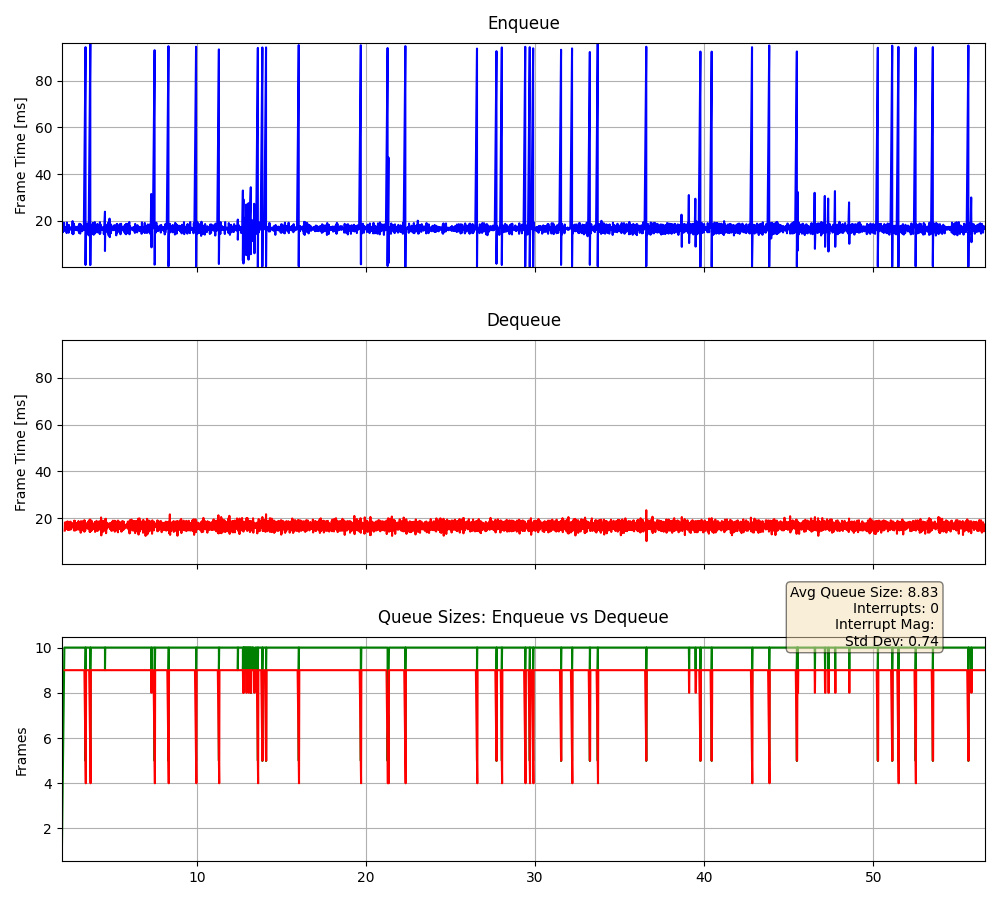 Enqueue
Frame Time [ms]
80
60
40
20
Dequeue
Frame Time [ms]
80
60
40
20
Avg Queue Size: 8.83
Interrupts: 0
Interrupt Mag:
Std Dev: 0.74
Queue Sizes: Enqueue vs Dequeue
Frames
10
8
6
4
2
10 20 30 40 50